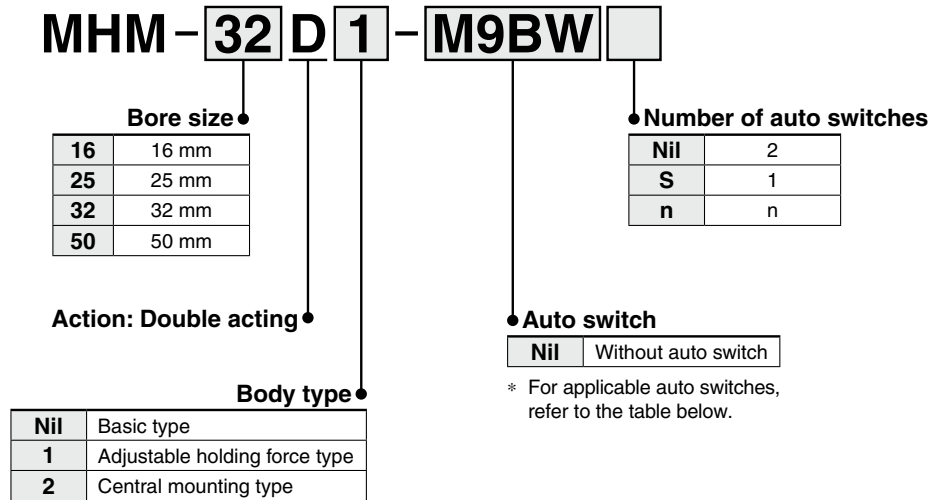 MHM – 32 D 1 – M9BW
Bore size
16 16 mm
25 25 mm
32 32 mm
50 50 mm
Number of auto switches
Nil 2
S 1
n n
Action: Double acting
Auto switch
Nil Without auto switch
* For applicable auto switches,
refer to the table below.
Body type
Nil Basic type
1 Adjustable holding force type
2 Central mounting type